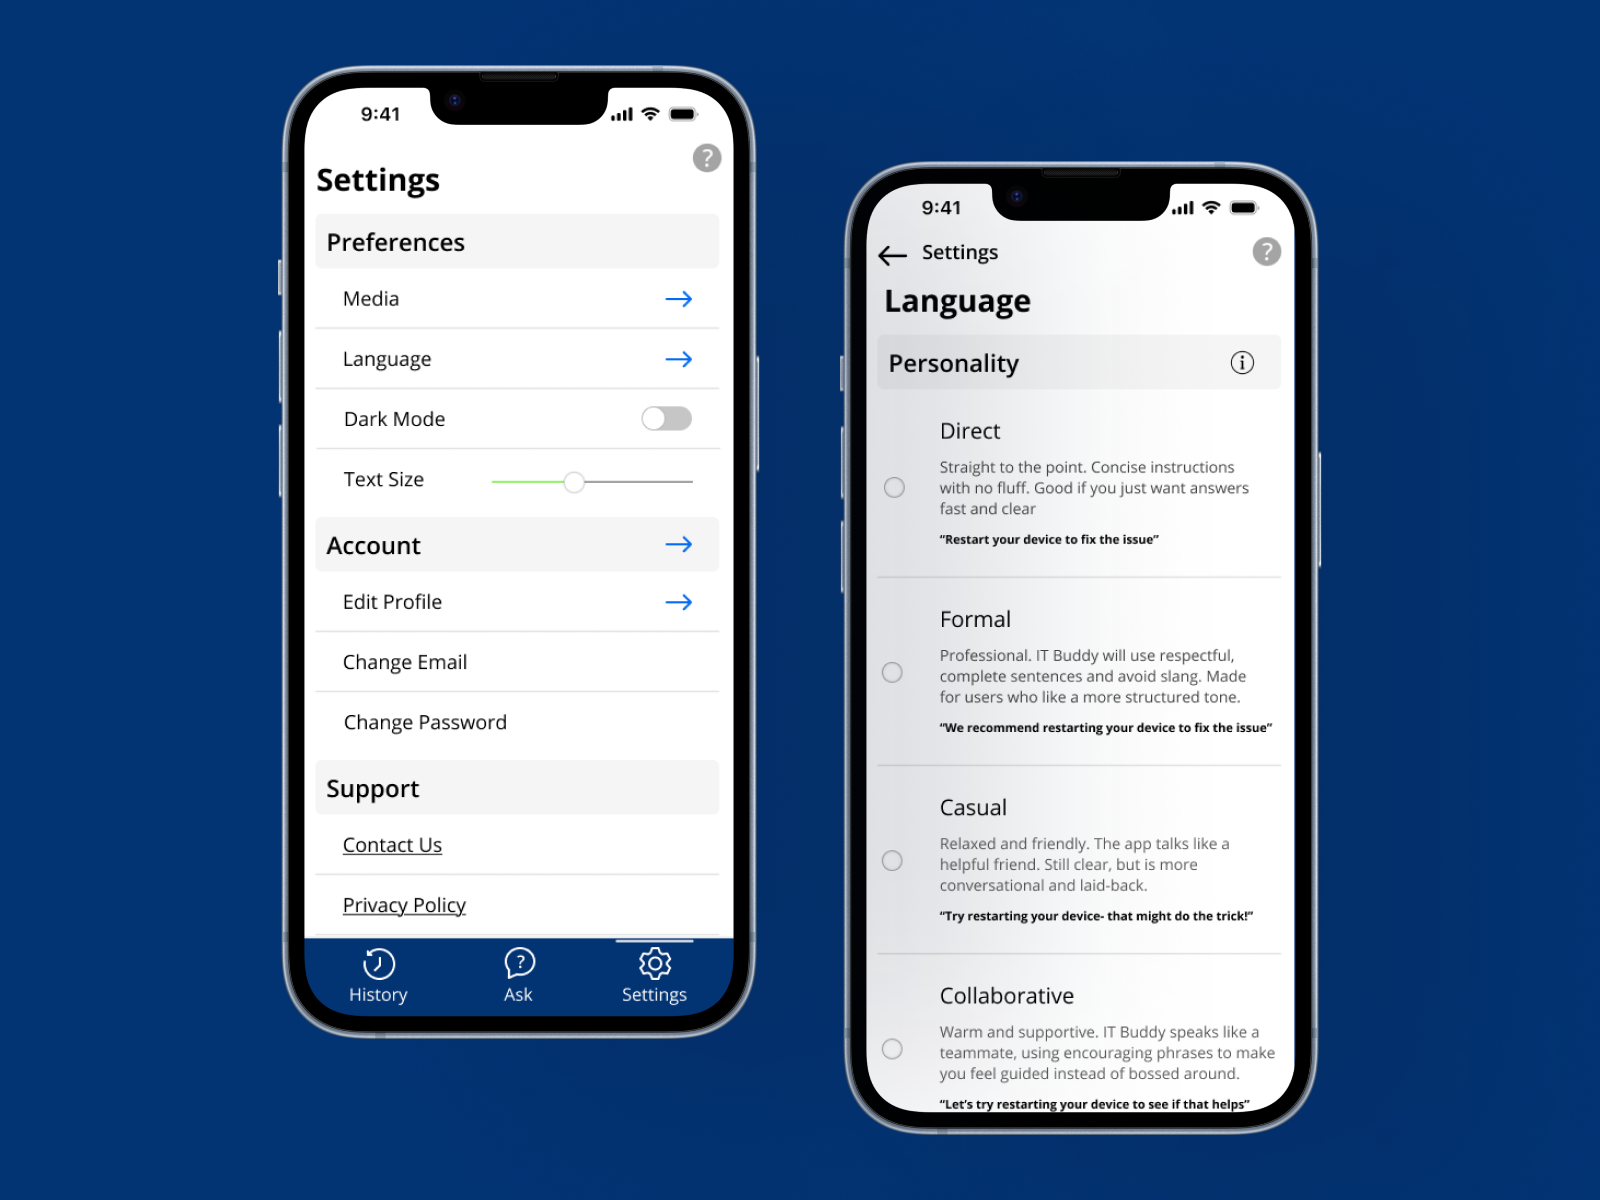 9:41
?
Settings
Preferences
Media
Language
Dark Mode
Text Size
Account
Edit Profile
Change Email
Change Password
Support
Contact Us
Privacy Policy
?
History
Ask
Settings
9:41
Settings
?
Language
Personality
i
Direct
Straight to the point. Concise instructions
with no fluff. Good if you just want answers
fast and clear
“Restart your device to fix the issue”
Formal
Professional. IT Buddy will use respectful,
complete sentences and avoid slang. Made
for users who like a more structured tone.
“We recommend restarting your device to fix the issue”
Casual
Relaxed and friendly. The app talks like a
helpful friend. Still clear, but is more
conversational and laid-back.
“Try restarting your device- that might do the trick!”
Collaborative
Warm and supportive. IT Buddy speaks like a
teammate, using encouraging phrases to make
you feel guided instead of bossed around.
“Let’s try restarting your device to see if that helps”